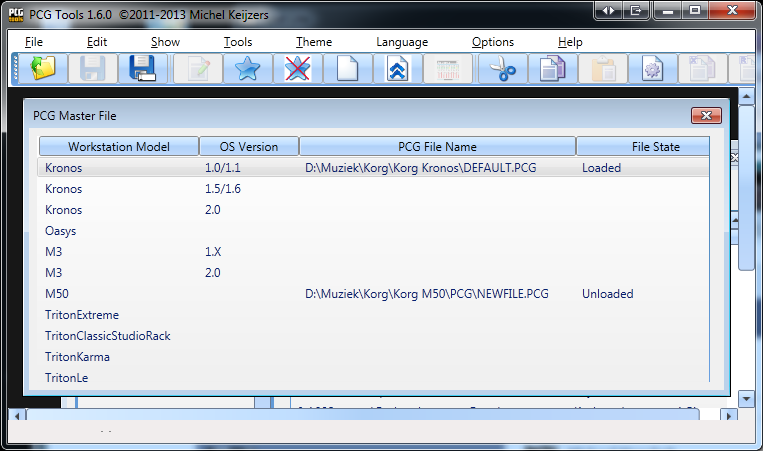 PCG Tools 1.6.0 ©2011-2013 Michel Keijzers
File Edit Show Tools Theme Language Options Help
PCG Master File
Workstation Model OS Version PCG File Name File State
Kronos 1.0/1.1 D:\Muziek\Korg\Korg Kronos\DEFAULT.PCG Loaded
Kronos 1.5/1.6
Kronos 2.0
Oasys
M3 1.X
M3 2.0
M50 D:\Muziek\Korg\Korg M50\PCG\NEWFILE.PCG Unloaded
TritonExtreme
TritonClassicStudioRack
TritonKarma
TritonLe